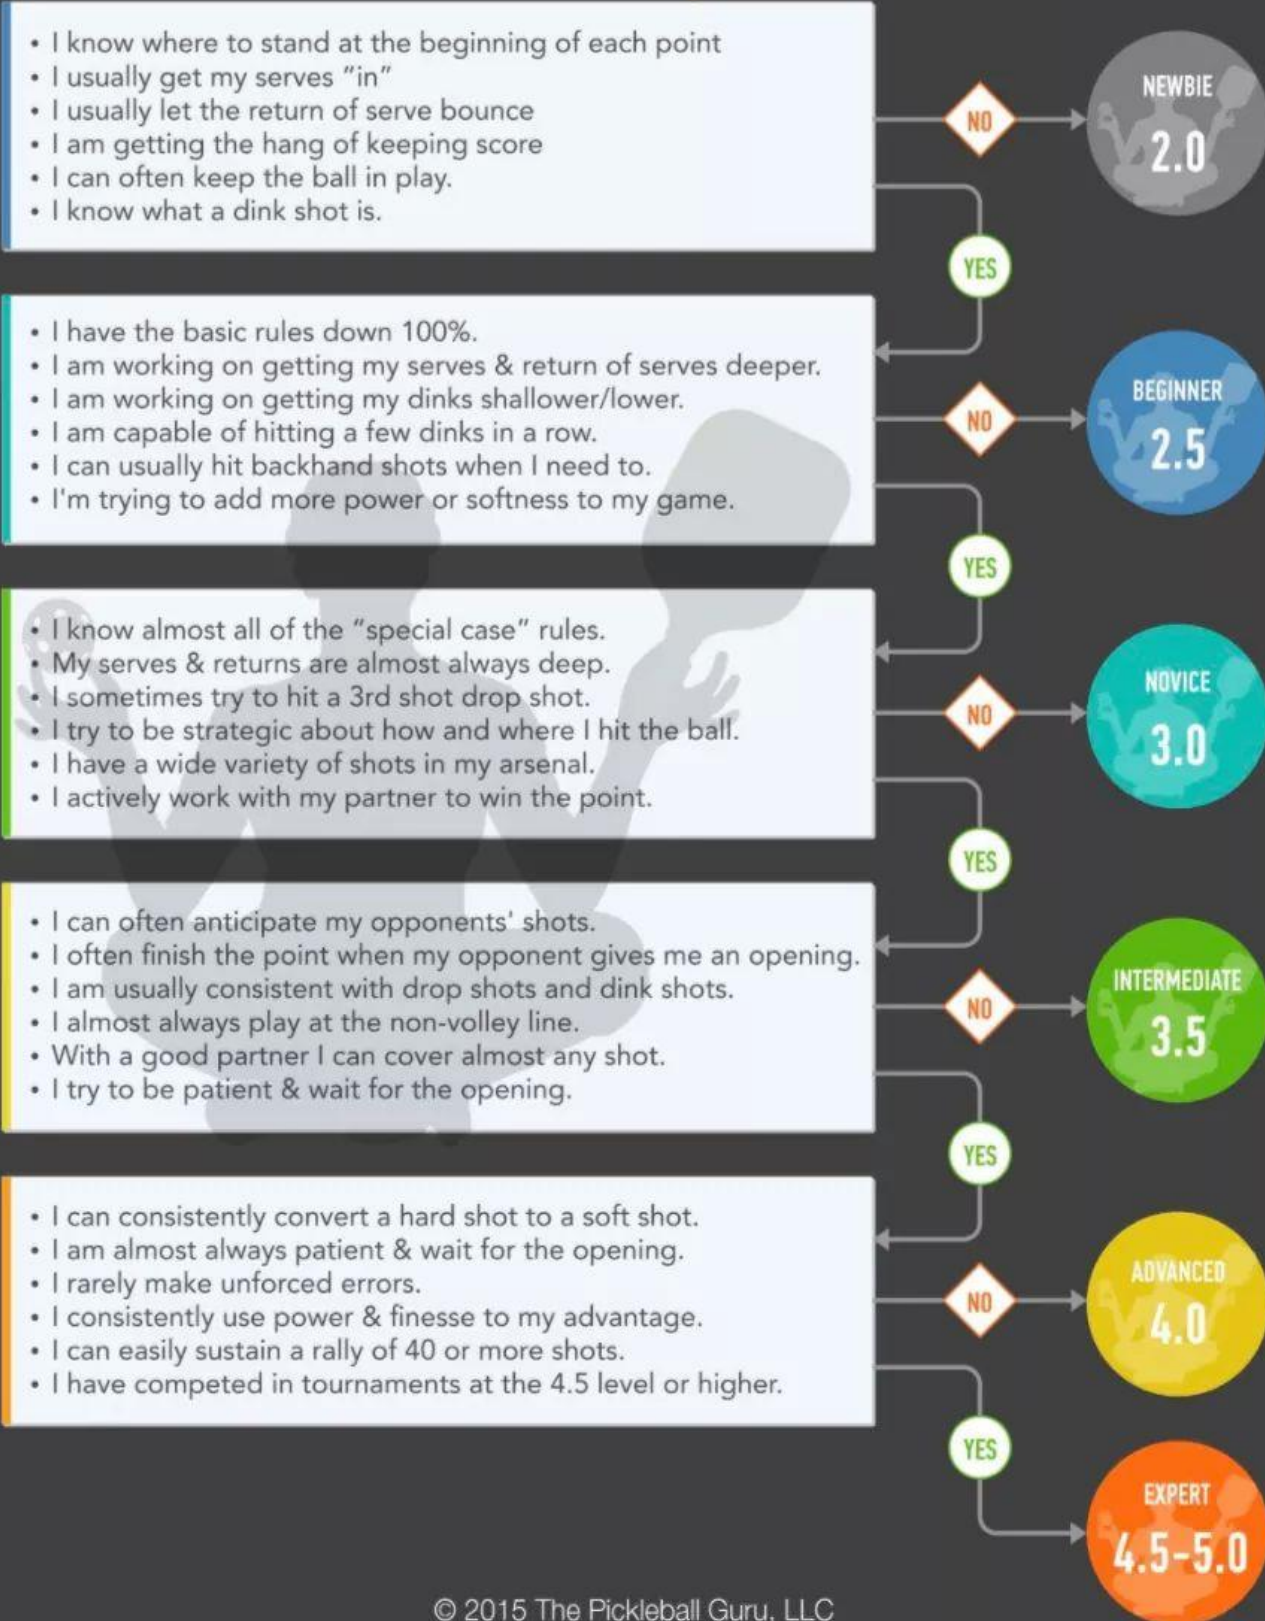 • I know where to stand at the beginning of each point
• I usually get my serves “in”
• I usually let the return of serve bounce
• I am getting the hang of keeping score
• I can often keep the ball in play.
• I know what a dink shot is.
NO
NEWBIE
2.0
YES
• I have the basic rules down 100%.
• I am working on getting my serves & return of serves deeper.
• I am working on getting my dinks shallower/lower.
• I am capable of hitting a few dinks in a row.
• I can usually hit backhand shots when I need to.
• I'm trying to add more power or softness to my game.
NO
BEGINNER
2.5
YES
• I know almost all of the “special case” rules.
• My serves & returns are almost always deep.
• I sometimes try to hit a 3rd shot drop shot.
• I try to be strategic about how and where I hit the ball.
• I have a wide variety of shots in my arsenal.
• I actively work with my partner to win the point.
NO
NOVICE
3.0
YES
• I can often anticipate my opponents' shots.
• I often finish the point when my opponent gives me an opening.
• I am usually consistent with drop shots and dink shots.
• I almost always play at the non-volley line.
• With a good partner I can cover almost any shot.
• I try to be patient & wait for the opening.
NO
INTERMEDIATE
3.5
YES
• I can consistently convert a hard shot to a soft shot.
• I am almost always patient & wait for the opening.
• I rarely make unforced errors.
• I consistently use power & finesse to my advantage.
• I can easily sustain a rally of 40 or more shots.
• I have competed in tournaments at the 4.5 level or higher.
NO
ADVANCED
4.0
YES
EXPERT
4.5-5.0
© 2015 The Pickleball Guru, LLC